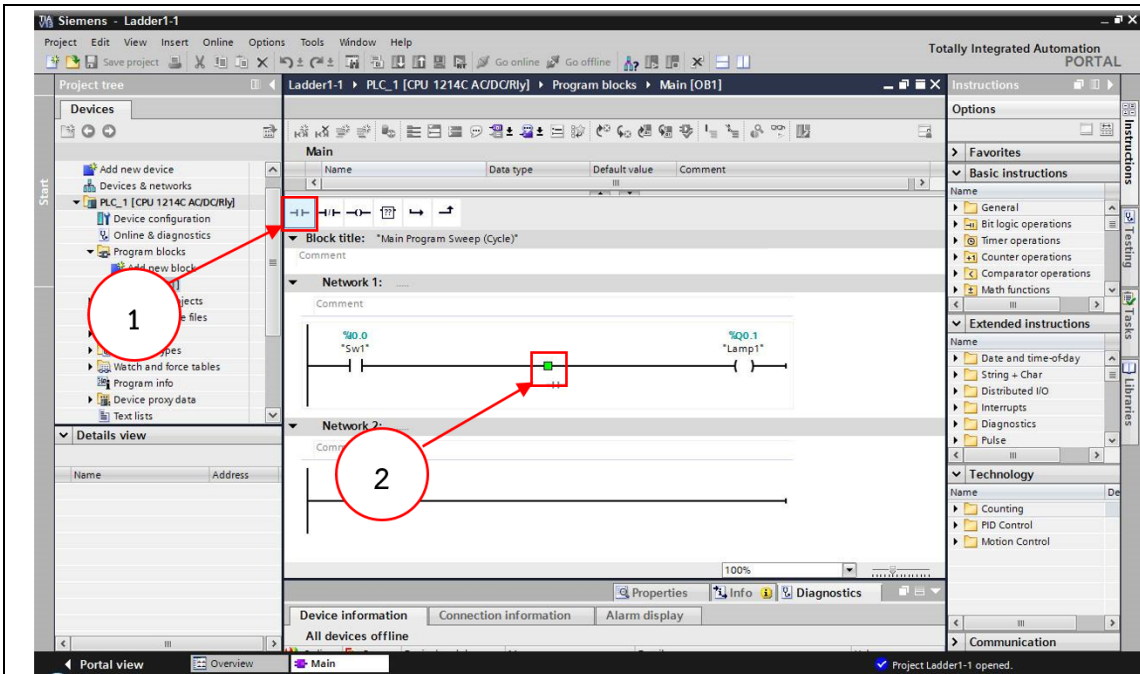 Siemens - Ladder1-1
Project Edit View Insert Online Options Tools Window Help
Totally Integrated Automation
PORTAL
Save project
Go online
Go offline
Project tree
Ladder1-1 PLC_1 [CPU 1214C AC/DC/Rly] Program blocks Main [OB1]
Instructions
Devices
Options
Main
Name Data type Default value Comment
Add new device
Devices & networks
PLC_1 [CPU 1214C AC/DC/Rly]
Device configuration
Online & diagnostics
Program blocks
Add new block
jects
e files
ypes
Watch and force tables
Program info
Device proxy data
Text lists
Start
Block title: "Main Program Sweep (Cycle)"
Comment
Network 1:
Comment
%I0.0
"Sw1"
%Q0.1
"Lamp1"
Network 2:
1
2
100%
Favorites
Basic instructions
Name
General
Bit logic operations
Timer operations
Counter operations
Comparator operations
Math functions
Extended instructions
Name
Date and time-of-day
String + Char
Distributed I/O
Interrupts
Diagnostics
Pulse
Technology
Name De
Counting
PID Control
Motion Control
Communication
Instructions
Testing
Tasks
Libraries
Details view
Name Address
Properties Info Diagnostics
Device information Connection information Alarm display
All devices offline
Portal view Overview Main
Project Ladder1-1 opened.